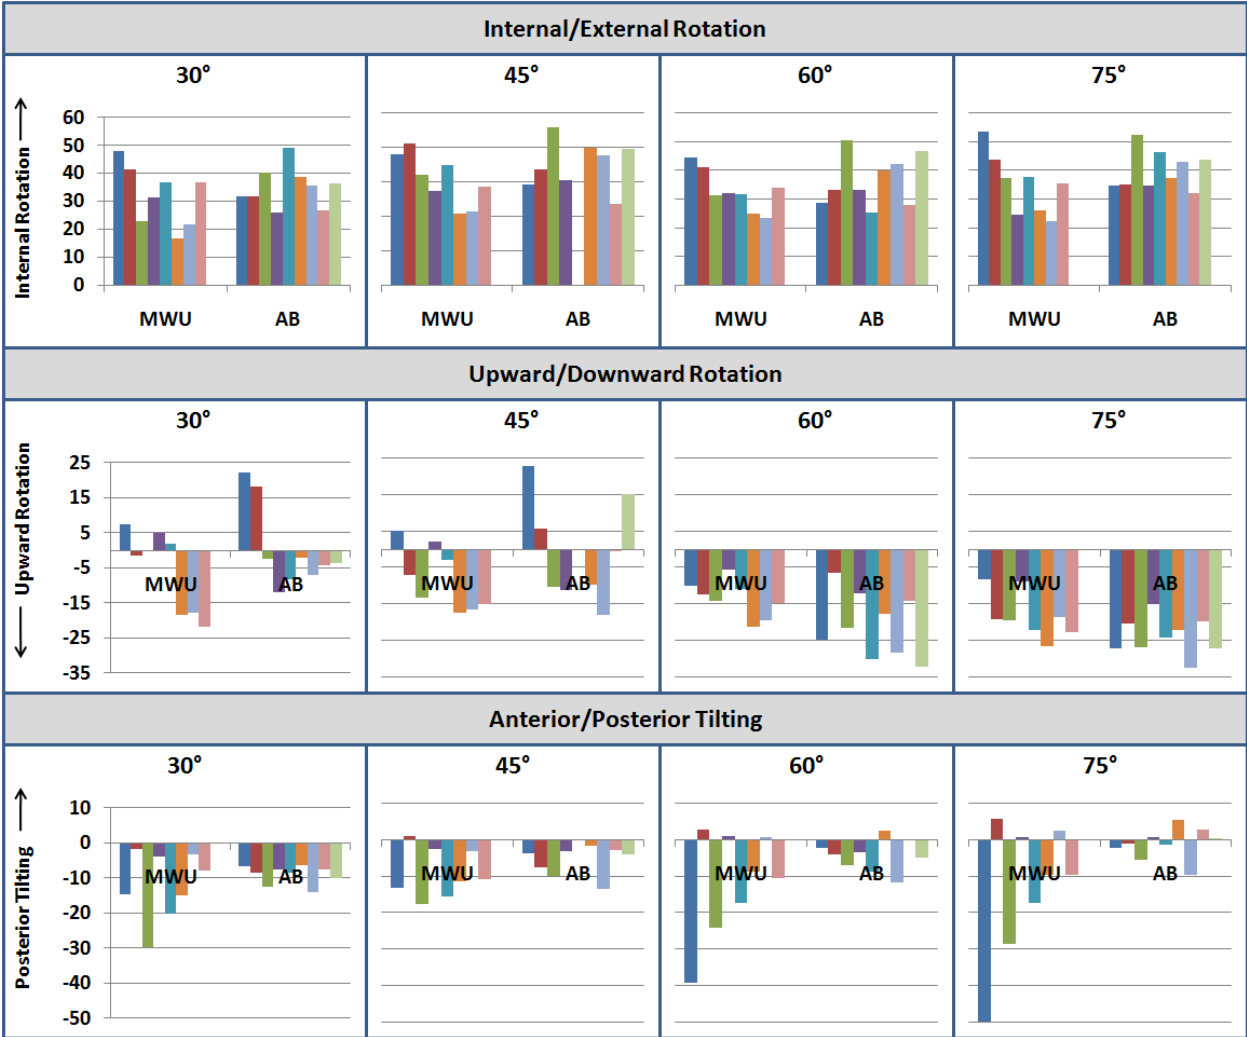 Internal/External Rotation
30° 45° 60° 75°
Internal Rotation
60
50
40
30
20
10
0
MWU AB MWU AB MWU AB MWU AB
Upward/Downward Rotation
30° 45° 60° 75°
Upward Rotation
25
15
5
-5
-15
-25
-35
MWU AB MWU AB MWU AB MWU AB
Anterior/Posterior Tilting
30° 45° 60° 75°
Posterior Tilting
10
0
-10
-20
-30
-40
-50
MWU AB MWU AB MWU AB MWU AB